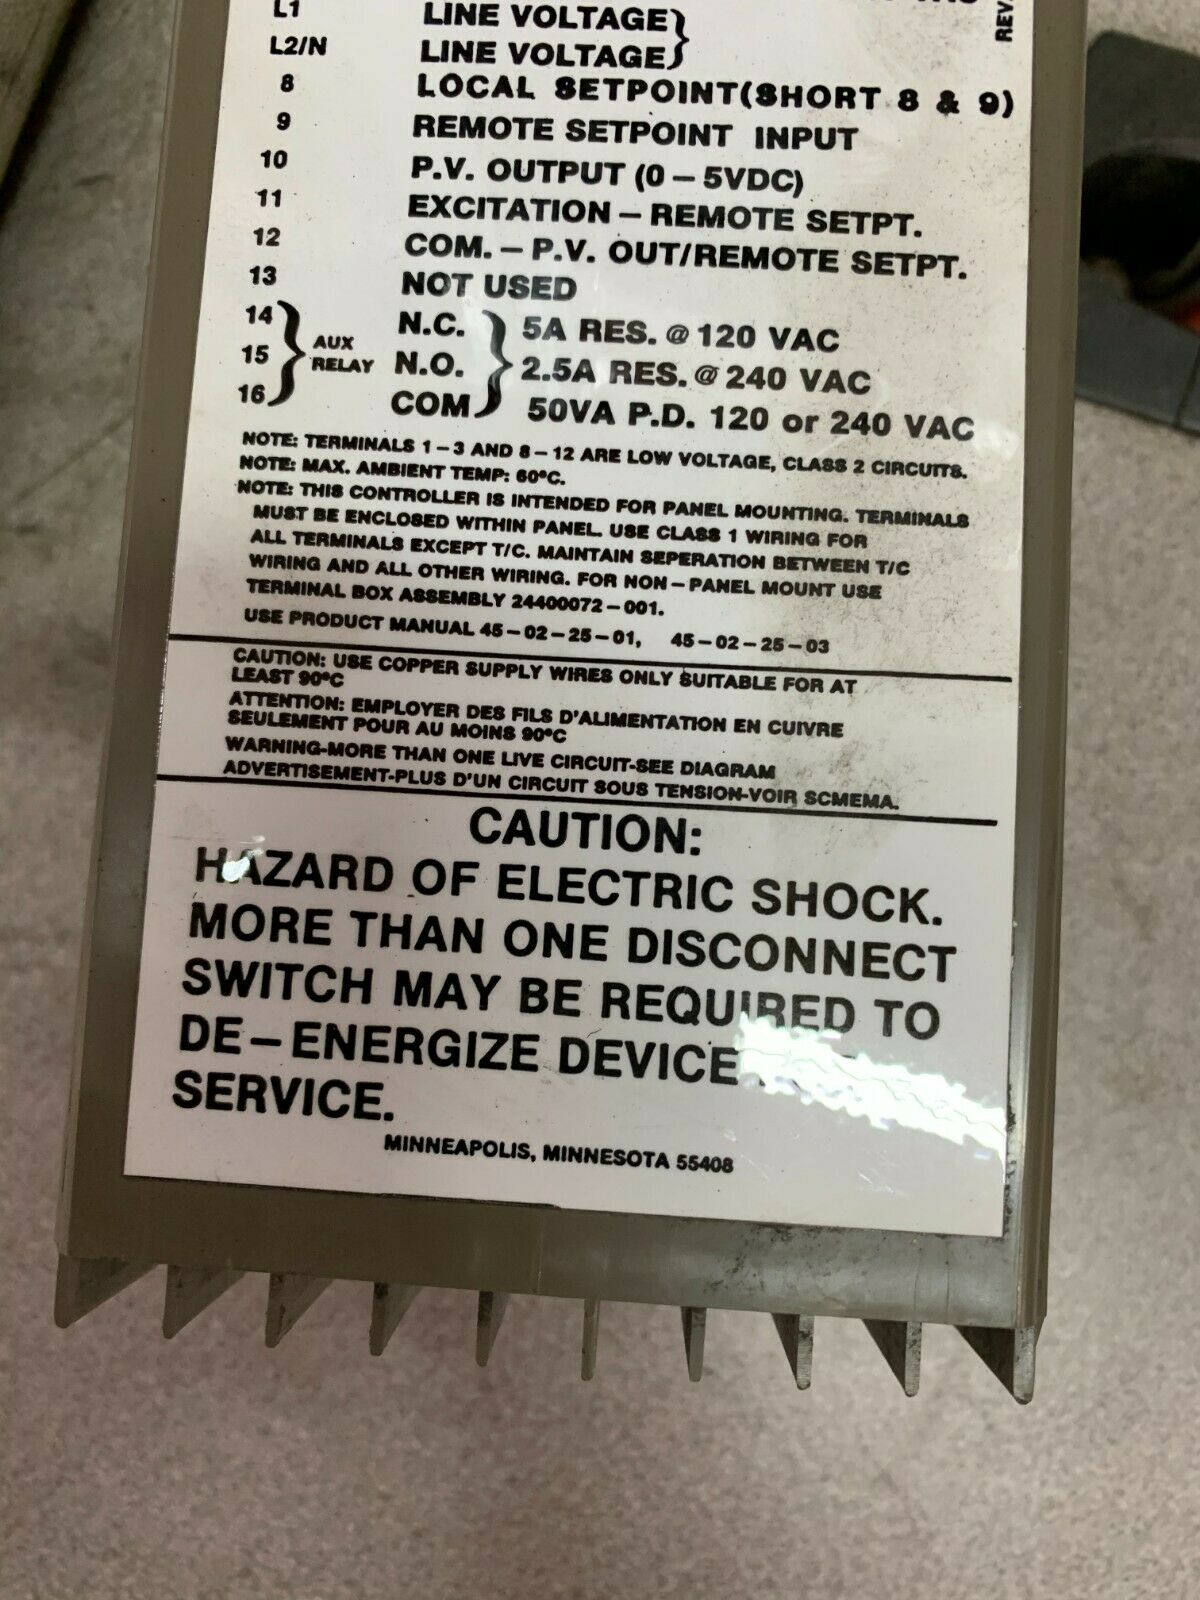 REV.
L1 LINE VOLTAGE
L2/N LINE VOLTAGE
8 LOCAL SETPOINT(SHORT 8 & 9)
9 REMOTE SETPOINT INPUT
10 P.V. OUTPUT (0 – 5VDC)
11 EXCITATION – REMOTE SETPT.
12 COM. – P.V. OUT/REMOTE SETPT.
13 NOT USED
14 N.C. 5A RES. @ 120 VAC
15 AUX RELAY N.O. 2.5A RES. @ 240 VAC
16 COM 50VA P.D. 120 or 240 VAC
NOTE: TERMINALS 1 – 3 AND 8 – 12 ARE LOW VOLTAGE, CLASS 2 CIRCUITS.
NOTE: MAX. AMBIENT TEMP: 60°C.
NOTE: THIS CONTROLLER IS INTENDED FOR PANEL MOUNTING. TERMINALS
MUST BE ENCLOSED WITHIN PANEL. USE CLASS 1 WIRING FOR
ALL TERMINALS EXCEPT T/C. MAINTAIN SEPERATION BETWEEN T/C
WIRING AND ALL OTHER WIRING. FOR NON – PANEL MOUNT USE
TERMINAL BOX ASSEMBLY 24400072 – 001.
USE PRODUCT MANUAL 45 – 02 – 25 – 01, 45 – 02 – 25 – 03
CAUTION: USE COPPER SUPPLY WIRES ONLY SUITABLE FOR AT
LEAST 90°C
ATTENTION: EMPLOYER DES FILS D'ALIMENTATION EN CUIVRE
SEULEMENT POUR AU MOINS 90°C
WARNING-MORE THAN ONE LIVE CIRCUIT-SEE DIAGRAM
ADVERTISEMENT-PLUS D'UN CIRCUIT SOUS TENSION-VOIR SCMEMA.
CAUTION:
HAZARD OF ELECTRIC SHOCK.
MORE THAN ONE DISCONNECT
SWITCH MAY BE REQUIRED TO
DE – ENERGIZE DEVICE
SERVICE.
MINNEAPOLIS, MINNESOTA 55408